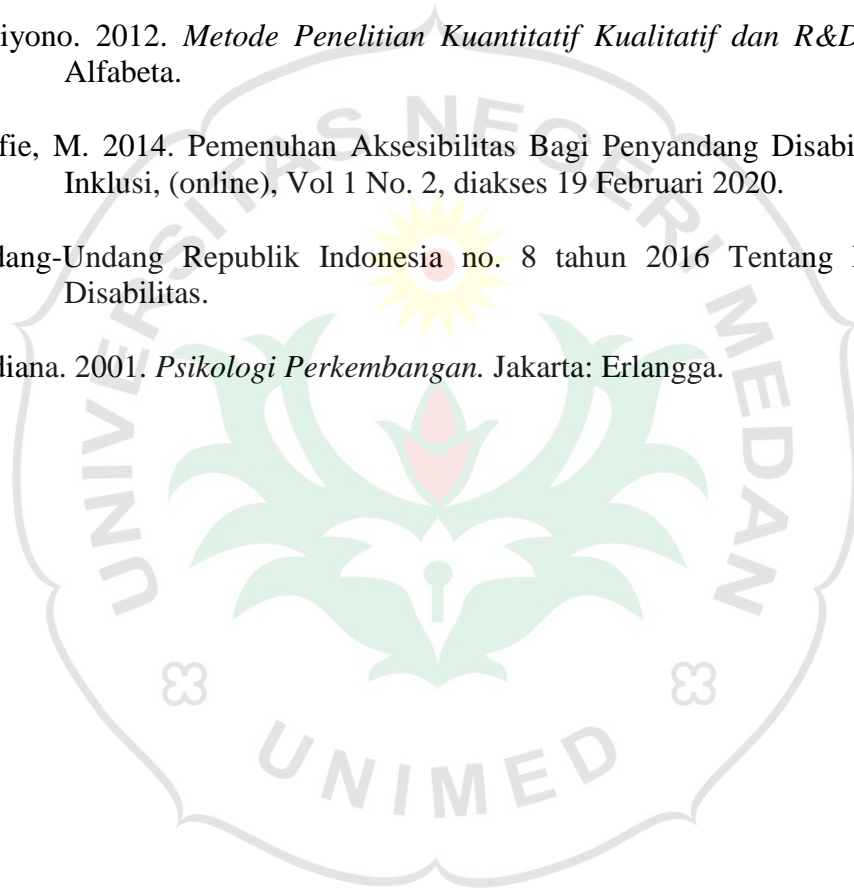 iyono. 2012. Metode Penelitian Kuantitatif Kualitatif dan R&D
Alfabeta.
fie, M. 2014. Pemenuhan Aksesibilitas Bagi Penyandang Disabi
Inklusi, (online), Vol 1 No. 2, diakses 19 Februari 2020.
dang-Undang Republik Indonesia no. 8 tahun 2016 Tentang
Disabilitas.
diana. 2001. Psikologi Perkembangan. Jakarta: Erlangga.
UNIVERSITAS NEGERI MEDAN
UNIMED